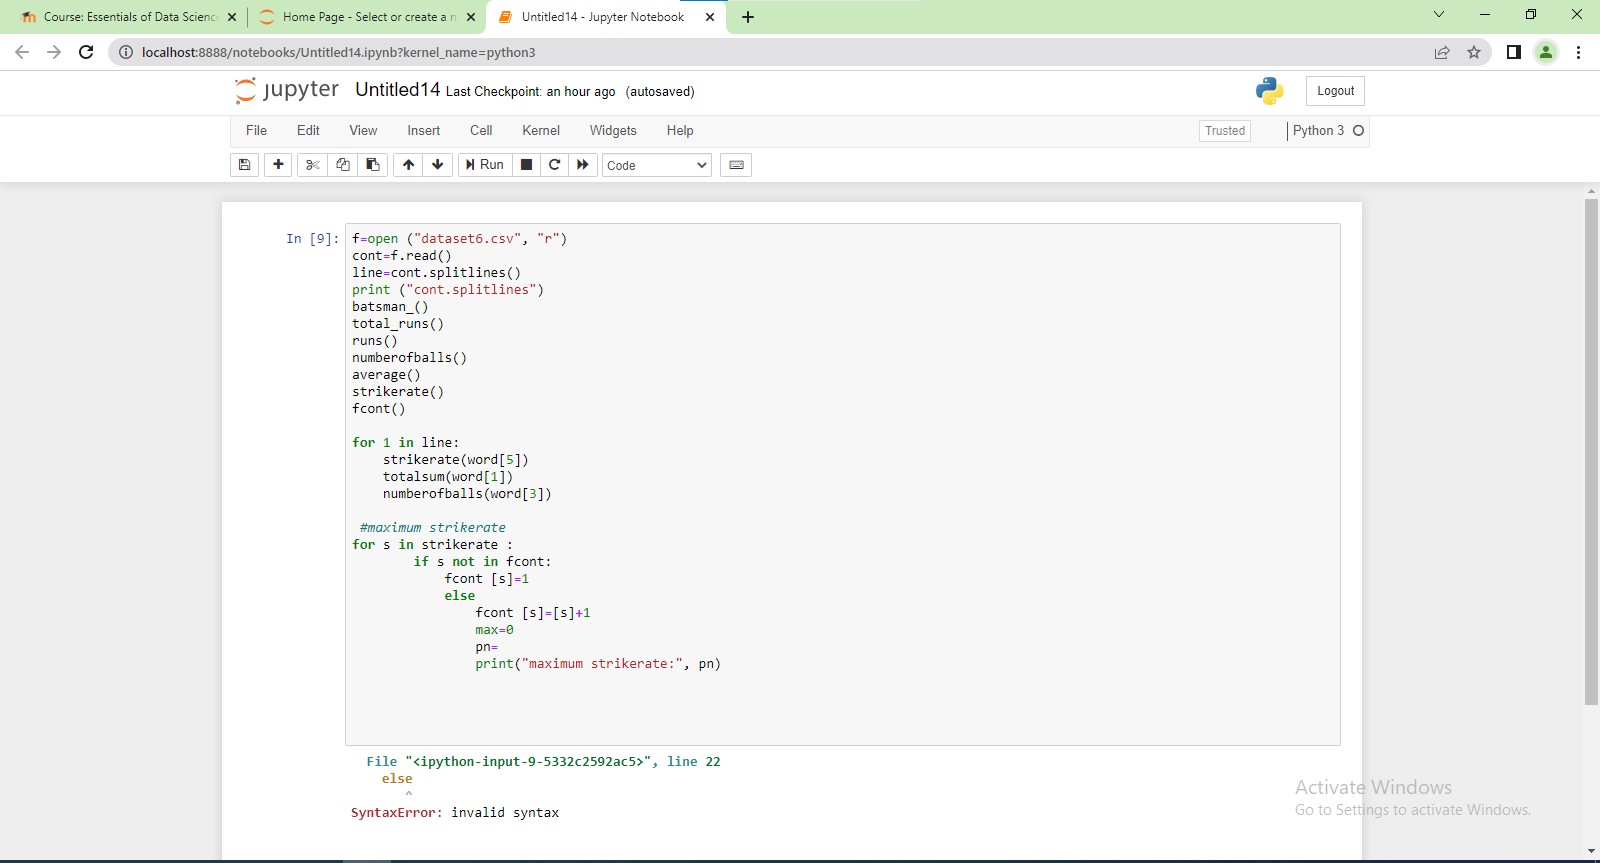 Course: Essentials of Data Scienc
Home Page - Select or create a n
Untitled14 - Jupyter Notebook
localhost:8888/notebooks/Untitled14.ipynb?kernel_name=python3
jupyter Untitled14 Last Checkpoint: an hour ago (autosaved)
Logout
File Edit View Insert Cell Kernel Widgets Help
Trusted Python 3
Run Code
In [9]: f=open ("dataset6.csv", "r")
cont=f.read()
line=cont.splitlines()
print ("cont.splitlines")
batsman_()
total_runs()
runs()
numberofballs()
average()
strikerate()
fcont()
for 1 in line:
    strikerate(word[5])
    totalsum(word[1])
    numberofballs(word[3])
 #maximum strikerate
for s in strikerate :
        if s not in fcont:
            fcont [s]=1
            else
                fcont [s]=[s]+1
                max=0
                pn=
                print("maximum strikerate:", pn)
File "<ipython-input-9-5332c2592ac5>", line 22
    else
        ^
SyntaxError: invalid syntax
Activate Windows
Go to Settings to activate Windows.